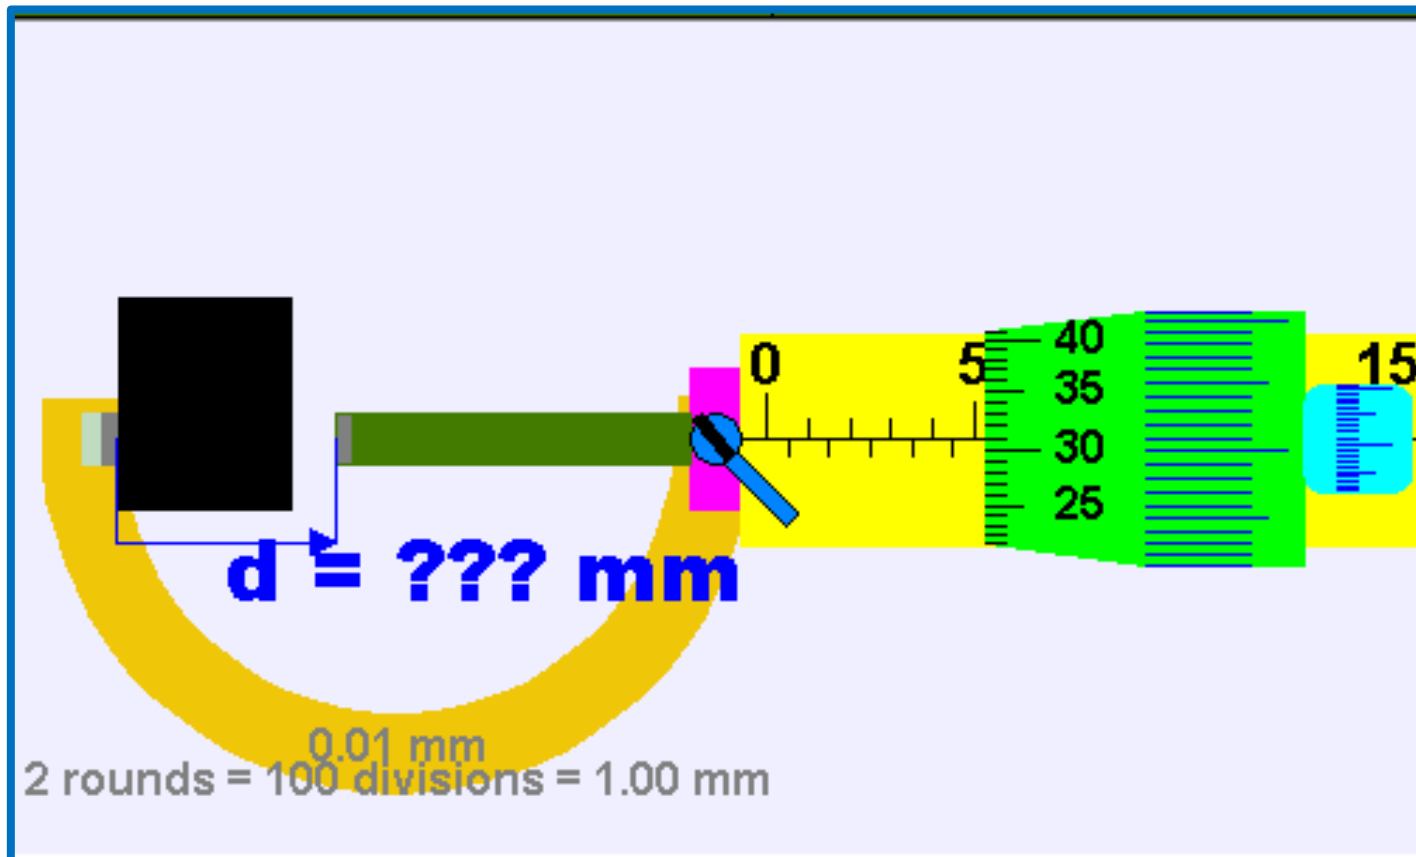 0 5 40 15
35
30
25
d = ??? mm
0.01 mm
2 rounds = 100 divisions = 1.00 mm